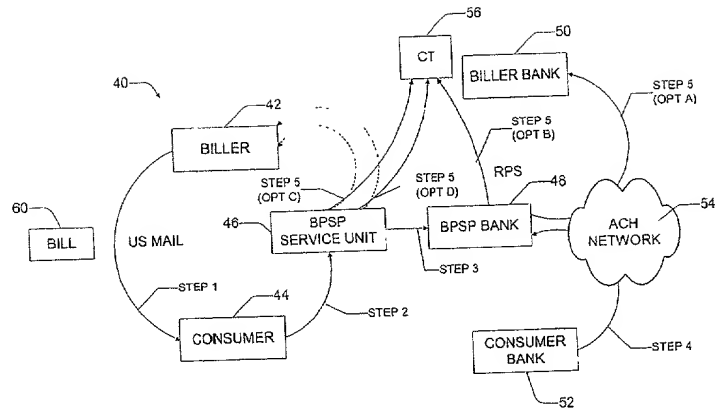 56
CT
50
BILLER BANK
STEP 5
(OPT A)
40
42
BILLER
STEP 5
(OPT B)
RPS
STEP 5
(OPT C)
STEP 5
(OPT D)
60
BILL
US MAIL
46
BPSP
SERVICE UNIT
48
BPSP BANK
ACH
NETWORK
54
STEP 3
STEP 1
44
CONSUMER
STEP 2
CONSUMER
BANK
STEP 4
52